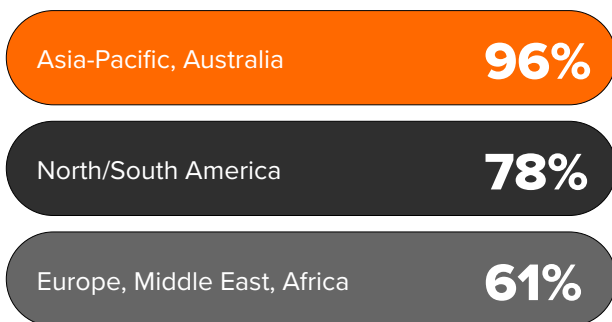 Asia-Pacific, Australia 96%
North/South America 78%
Europe, Middle East, Africa 61%